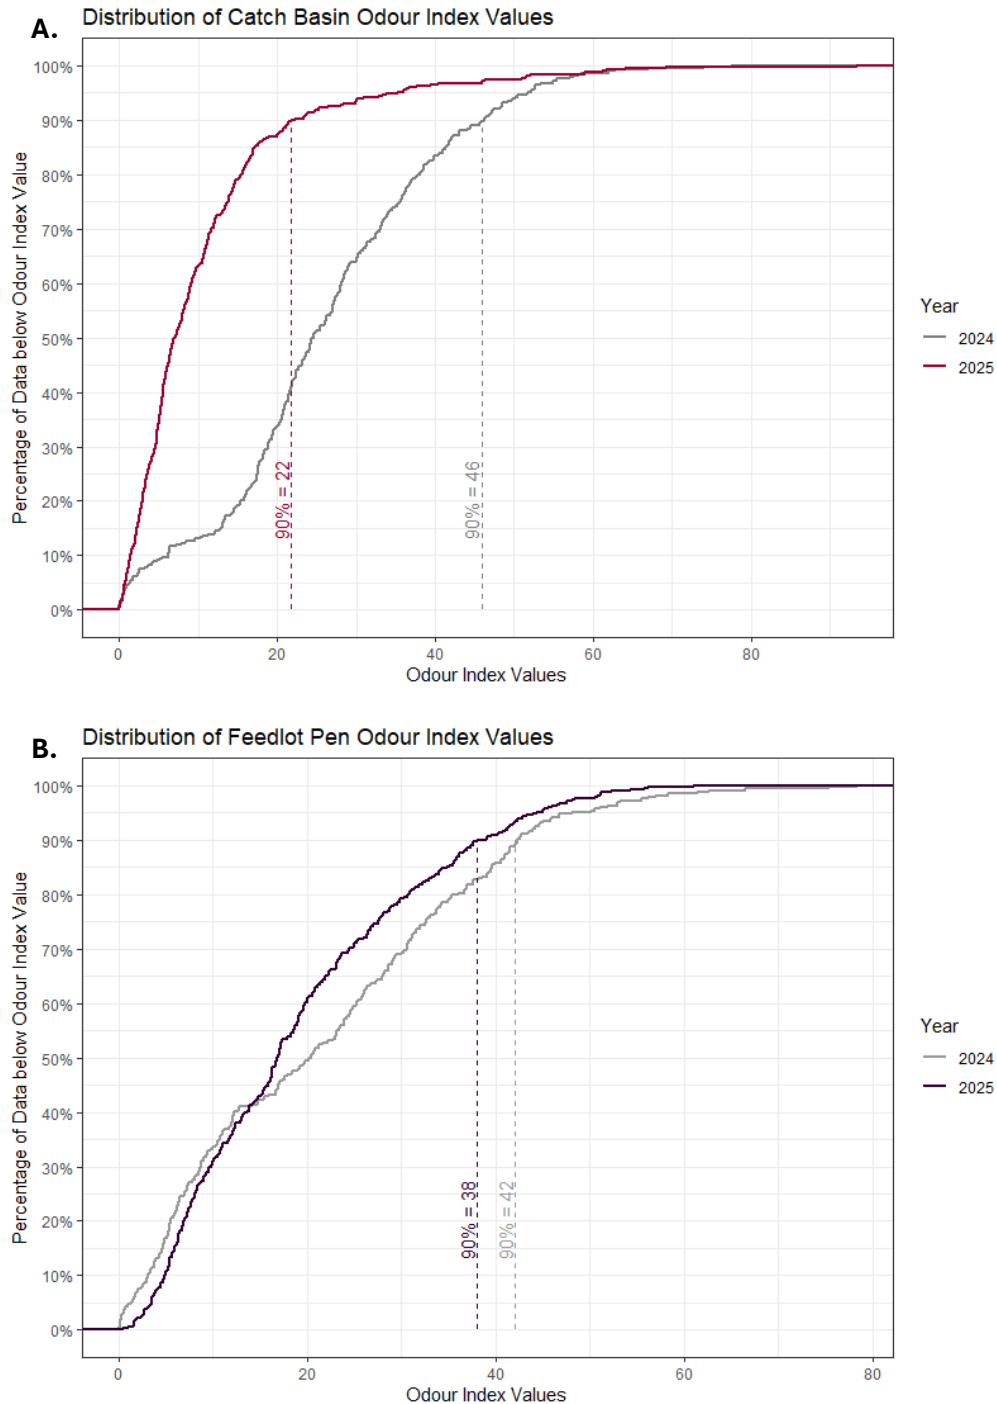 A.
Distribution of Catch Basin Odour Index Values
100%
90%
80%
70%
60%
50%
40%
30%
20%
10%
0%
Percentage of Data below Odour Index Value
90% = 22
90% = 46
0 20 40 60 80
Odour Index Values
Year
2024
2025
B.
Distribution of Feedlot Pen Odour Index Values
100%
90%
80%
70%
60%
50%
40%
30%
20%
10%
0%
Percentage of Data below Odour Index Value
90% = 38
90% = 42
0 20 40 60 80
Odour Index Values
Year
2024
2025